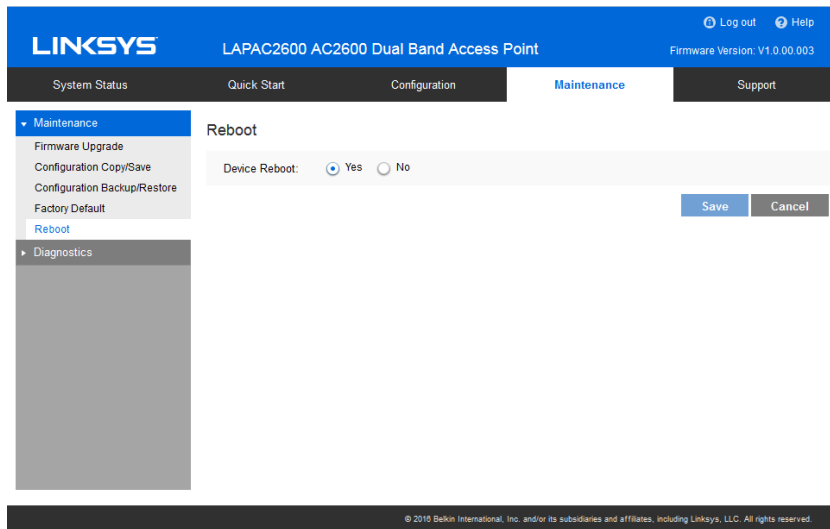 Log out Help
LINKSYS LAPAC2600 AC2600 Dual Band Access Point Firmware Version: V1.0.00.003
System Status Quick Start Configuration Maintenance Support
Maintenance
Firmware Upgrade
Configuration Copy/Save
Configuration Backup/Restore
Factory Default
Reboot
Diagnostics
Reboot
Device Reboot: Yes No
Save Cancel
© 2016 Belkin International, Inc. and/or its subsidiaries and affiliates, including Linksys, LLC. All rights reserved.